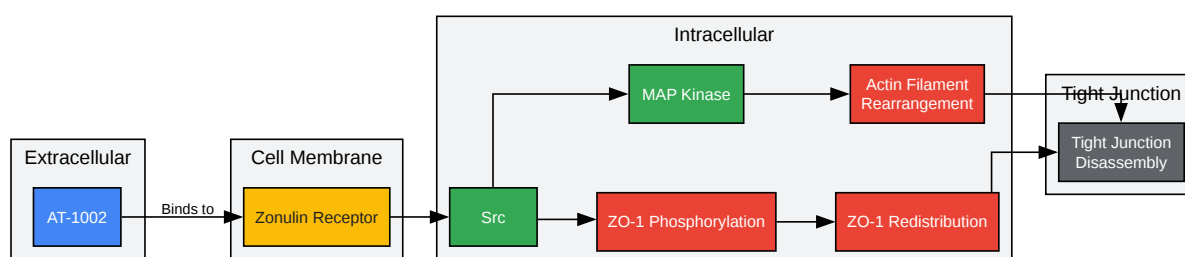 Intracellular
MAP Kinase
Actin Filament
Rearrangement
Tight Junction
Tight Junction
Disassembly
Extracellular
Cell Membrane
AT-1002
Binds to
Zonulin Receptor
Src
ZO-1 Phosphorylation
ZO-1 Redistribution